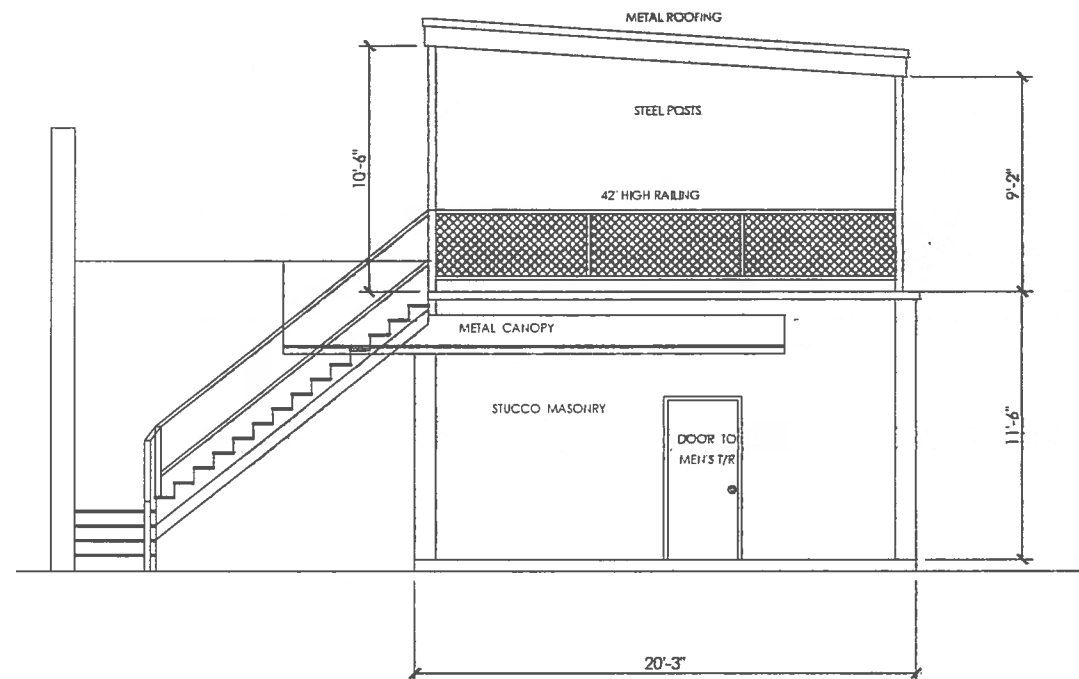 METAL ROOFING
STEEL POSTS
10'-6"
9'-2"
42' HIGH RAILING
METAL CANOPY
STUCCO MASONRY
DOOR TO
MEN'S T/R
11'-6"
20'-3"